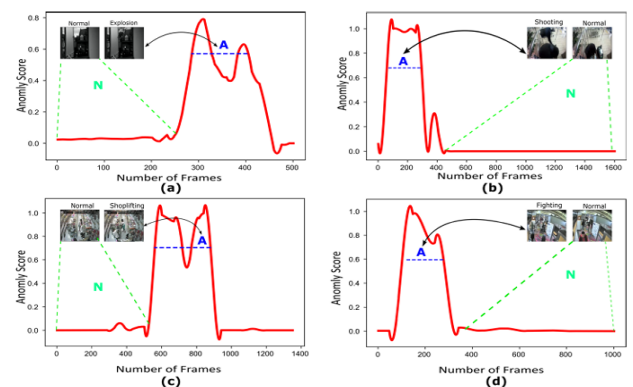 0.8
0.6
0.4
0.2
0.0
Anomly Score
Normal Explosion
A
N
0 100 200 300 400 500
Number of Frames
(a)
1.0
0.8
0.6
0.4
0.2
0.0
Anomly Score
Shooting Normal
A
N
0 200 400 600 800 1000 1200 1400 1600
Number of Frames
(b)
1.0
0.8
0.6
0.4
0.2
0.0
Anomly Score
Normal Shoplifting
A
N
0 200 400 600 800 1000 1200 1400
Number of Frames
(c)
1.0
0.8
0.6
0.4
0.2
0.0
Anomly Score
Fighting Normal
A
N
0 200 400 600 800 1000
Number of Frames
(d)